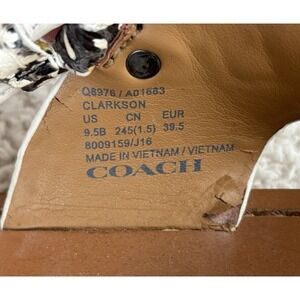 Q8976 / A01683
CLARKSON
US CN EUR
9.5B 245(1.5) 39.5
8009159/J16
MADE IN VIETNAM / VIETNAM
COACH